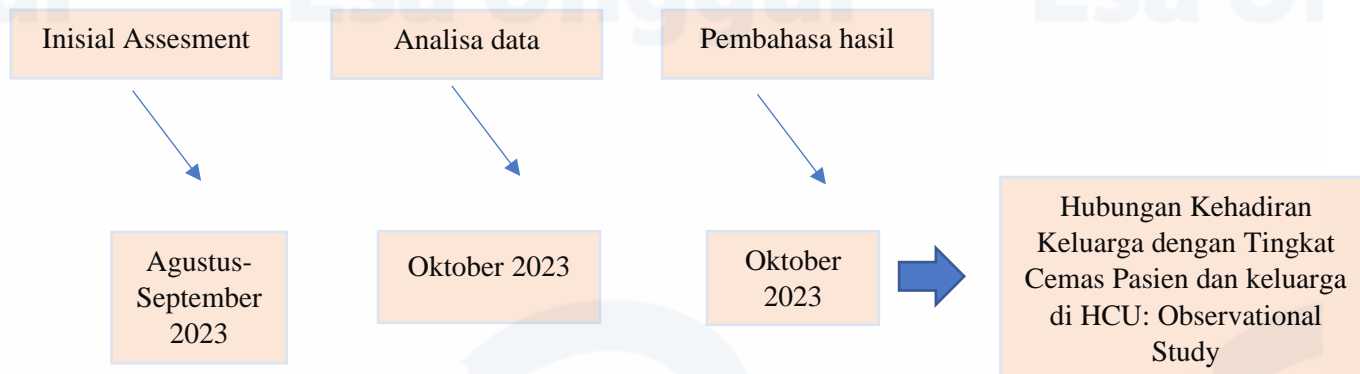 Inisial Assesment
Analisa data
Pembahasa hasil
Agustus-
September
2023
Oktober 2023
Oktober
2023
Hubungan Kehadiran
Keluarga dengan Tingkat
Cemas Pasien dan keluarga
di HCU: Observational
Study